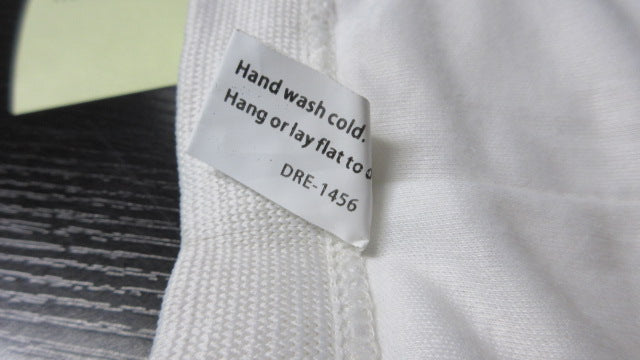 Hand wash cold.
Hang or lay flat to d
DRE-1456